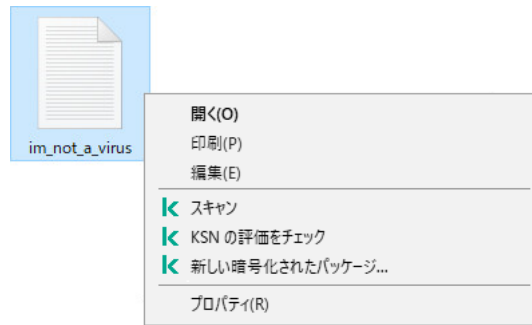 im_not_a_virus
開く(O)
印刷(P)
編集(E)
スキャン
KSN の評価をチェック
新しい暗号化されたパッケージ...
プロパティ(R)